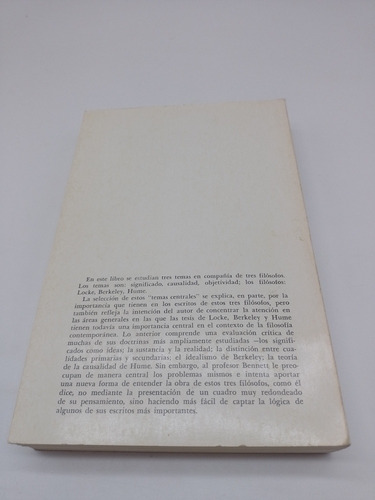 En este libro se estudian tres temas en compañía de tres filósofos.
Los temas son: significado, causalidad, objetividad; los filósofos:
Locke, Berkeley, Hume.
La selección de estos "temas centrales" se explica, en parte, por la
importancia que tienen en los escritos de estos tres filósofos, pero
también refleja la intención del autor de concentrar la atención en
las áreas generales en las que las tesis de Locke, Berkeley y Hume
tienen todavía una importancia central en el contexto de la filosofía
contemporánea. Lo anterior comprende una evaluación crítica de
muchas de sus doctrinas más ampliamente estudiadas —los signifi-
cados como ideas; la sustancia y la realidad; la distinción entre cua-
lidades primarias y secundarias; el idealismo de Berkeley; la teoría
de la causalidad de Hume. Sin embargo, al profesor Bennett, le preo-
cupan de manera central los problemas mismos e intenta aportar
una nueva forma de entender la obra de estos tres filósofos, como él
dice, no mediante la presentación de un cuadro muy redondeado
de su pensamiento, sino haciendo más fácil de captar la lógica de
algunos de sus escritos más importantes.